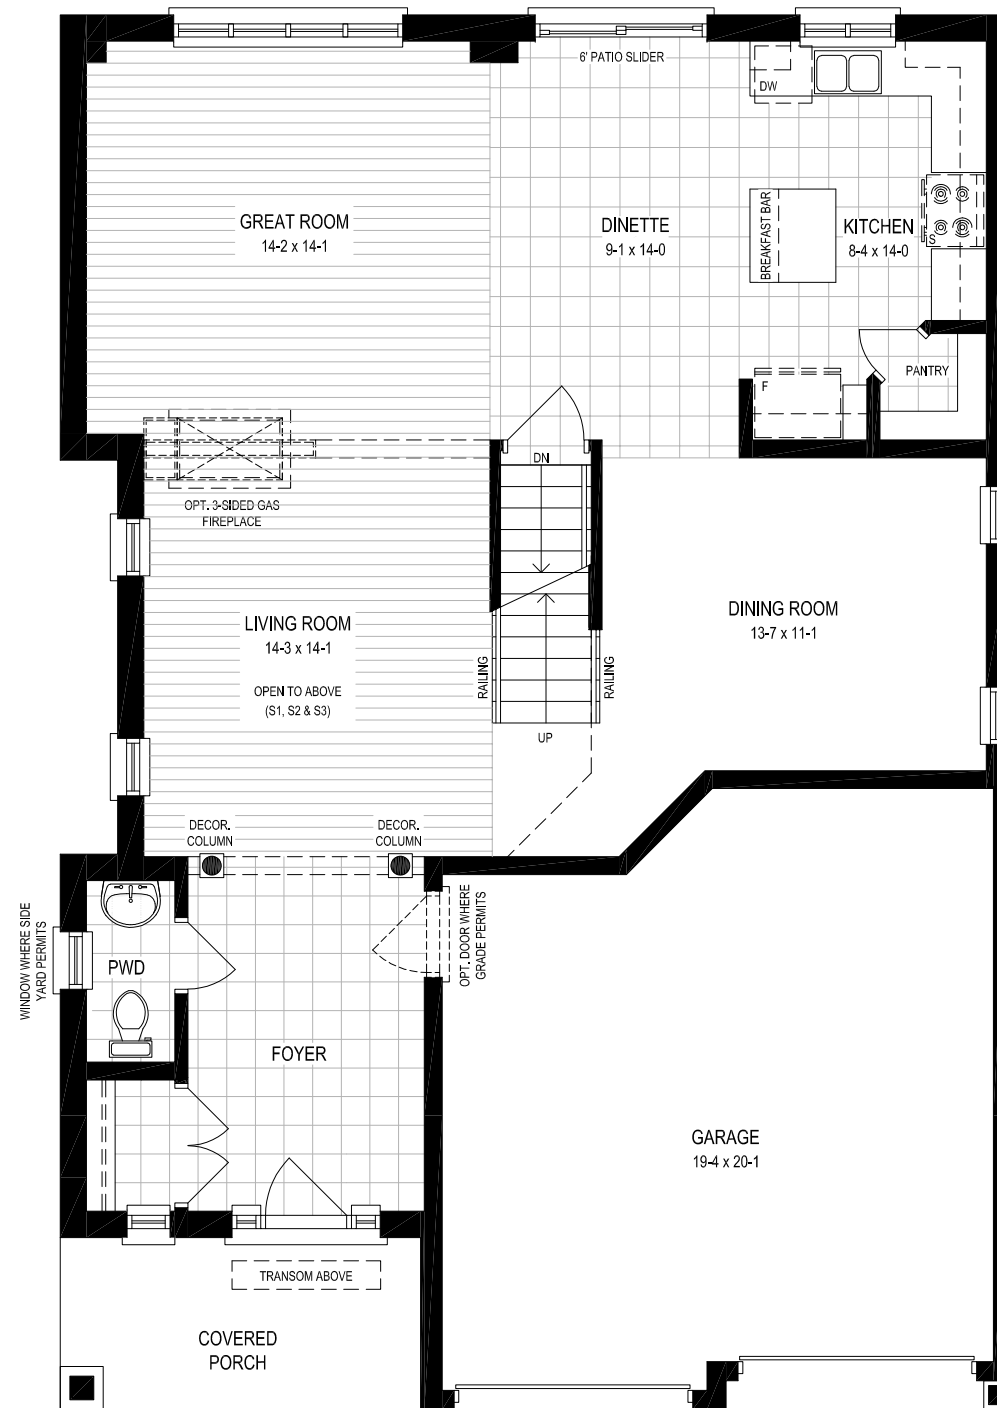 6' PATIO SLIDER
DW
GREAT ROOM
14-2 x 14-1
DINETTE
9-1 x 14-0
BREAKFAST BAR
KITCHEN
8-4 x 14-0
S
PANTRY
F
DN
OPT. 3-SIDED GAS
FIREPLACE
LIVING ROOM
14-3 x 14-1
OPEN TO ABOVE
(S1, S2 & S3)
RAILING
RAILING
UP
DINING ROOM
13-7 x 11-1
DECOR.
COLUMN
DECOR.
COLUMN
WINDOW WHERE SIDE
YARD PERMITS
PWD
OPT. DOOR WHERE
GRADE PERMITS
FOYER
GARAGE
19-4 x 20-1
TRANSOM ABOVE
COVERED
PORCH